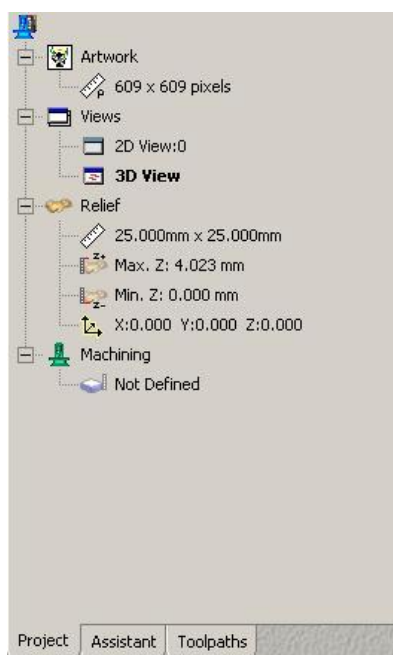 Artwork
609 x 609 pixels
Views
2D View:0
3D View
Relief
25.000mm x 25.000mm
Z+
Max. Z: 4.023 mm
Z-
Min. Z: 0.000 mm
X:0.000 Y:0.000 Z:0.000
Machining
Not Defined
Project Assistant Toolpaths